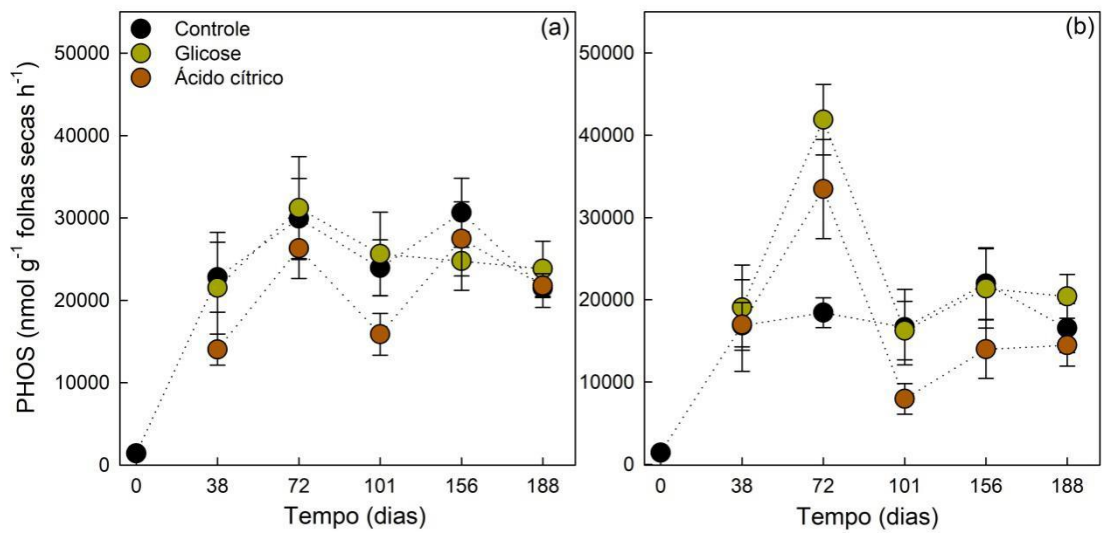 (a)
Controle
Glicose
Ácido cítrico
PHOS (nmol g⁻¹ folhas secas h⁻¹)
50000
40000
30000
20000
10000
0
0 38 72 101 156 188
Tempo (dias)
(b)
50000
40000
30000
20000
10000
0
0 38 72 101 156 188
Tempo (dias)